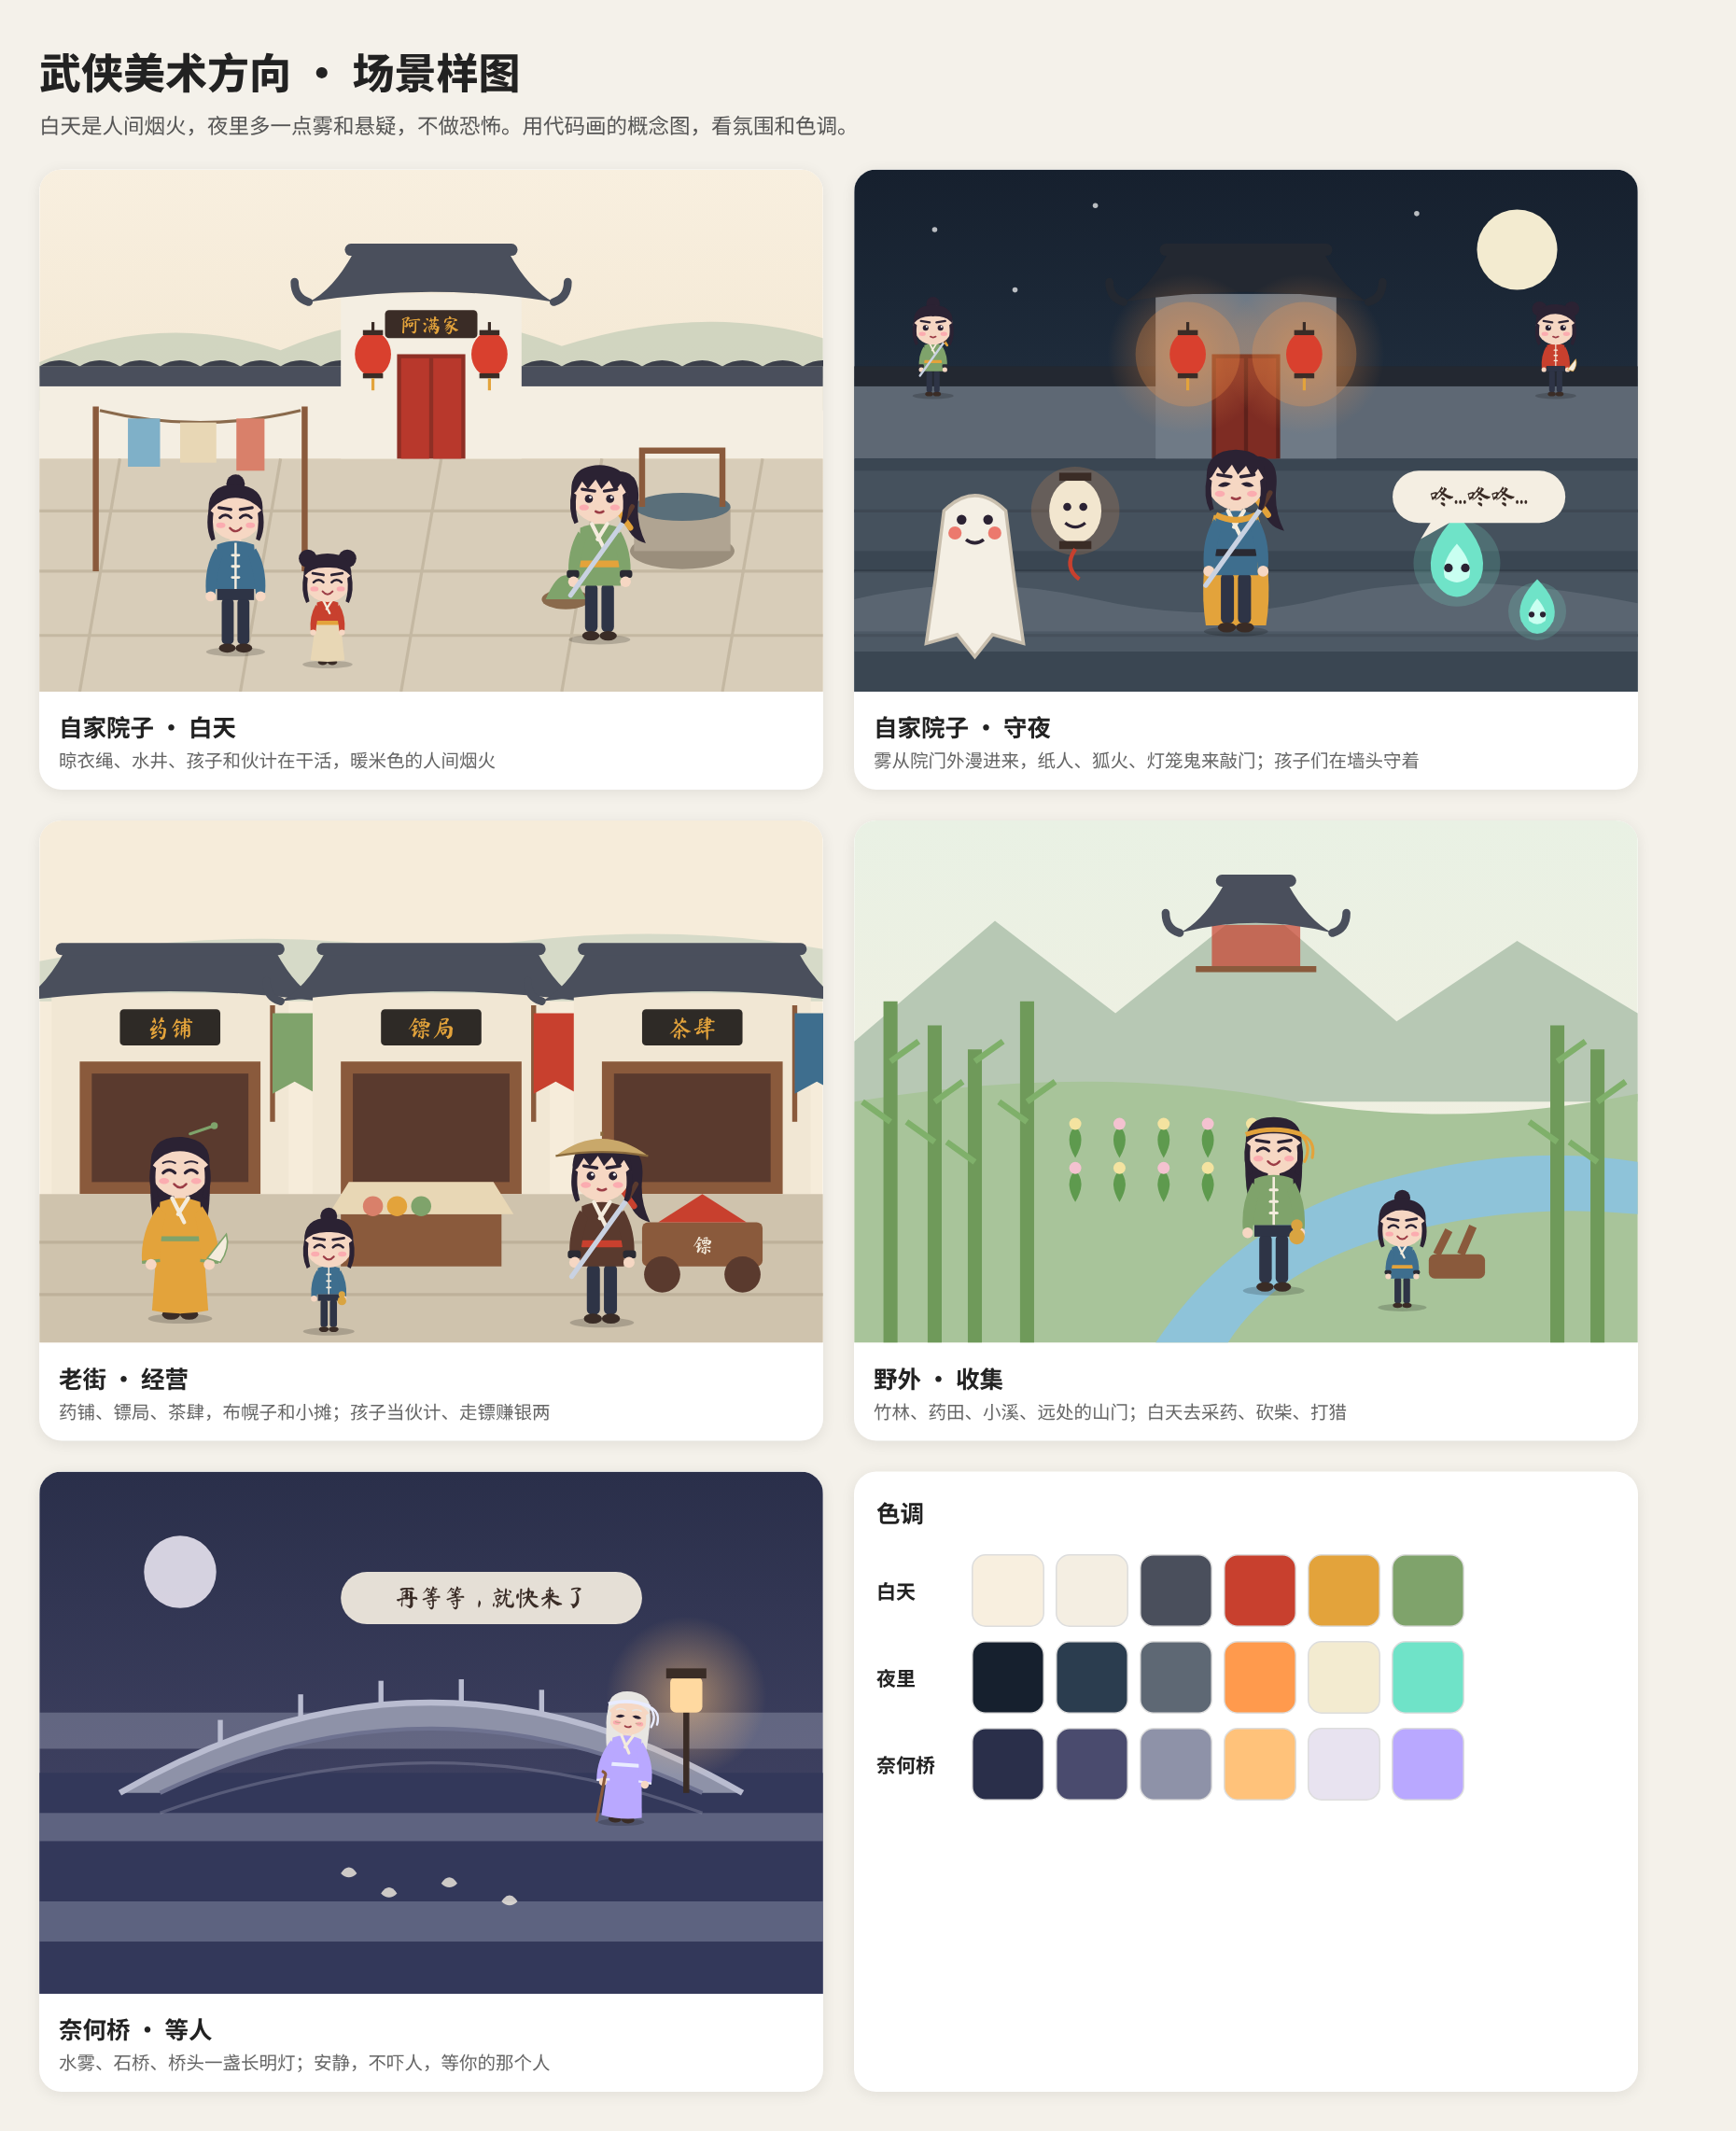 武侠美术方向 · 场景样图
白天是人间烟火，夜里多一点雾和悬疑，不做恐怖。用代码画的概念图，看氛围和色调。
阿满家
自家院子 · 白天
晾衣绳、水井、孩子和伙计在干活，暖米色的人间烟火
咚…咚咚…
自家院子 · 守夜
雾从院门外漫进来，纸人、狐火、灯笼鬼来敲门；孩子们在墙头守着
药铺
镖局
茶肆
镖
老街 · 经营
药铺、镖局、茶肆，布幌子和小摊；孩子当伙计、走镖赚银两
野外 · 收集
竹林、药田、小溪、远处的山门；白天去采药、砍柴、打猎
再等等，就快来了
奈何桥 · 等人
水雾、石桥、桥头一盏长明灯；安静，不吓人，等你的那个人
色调
白天
夜里
奈何桥